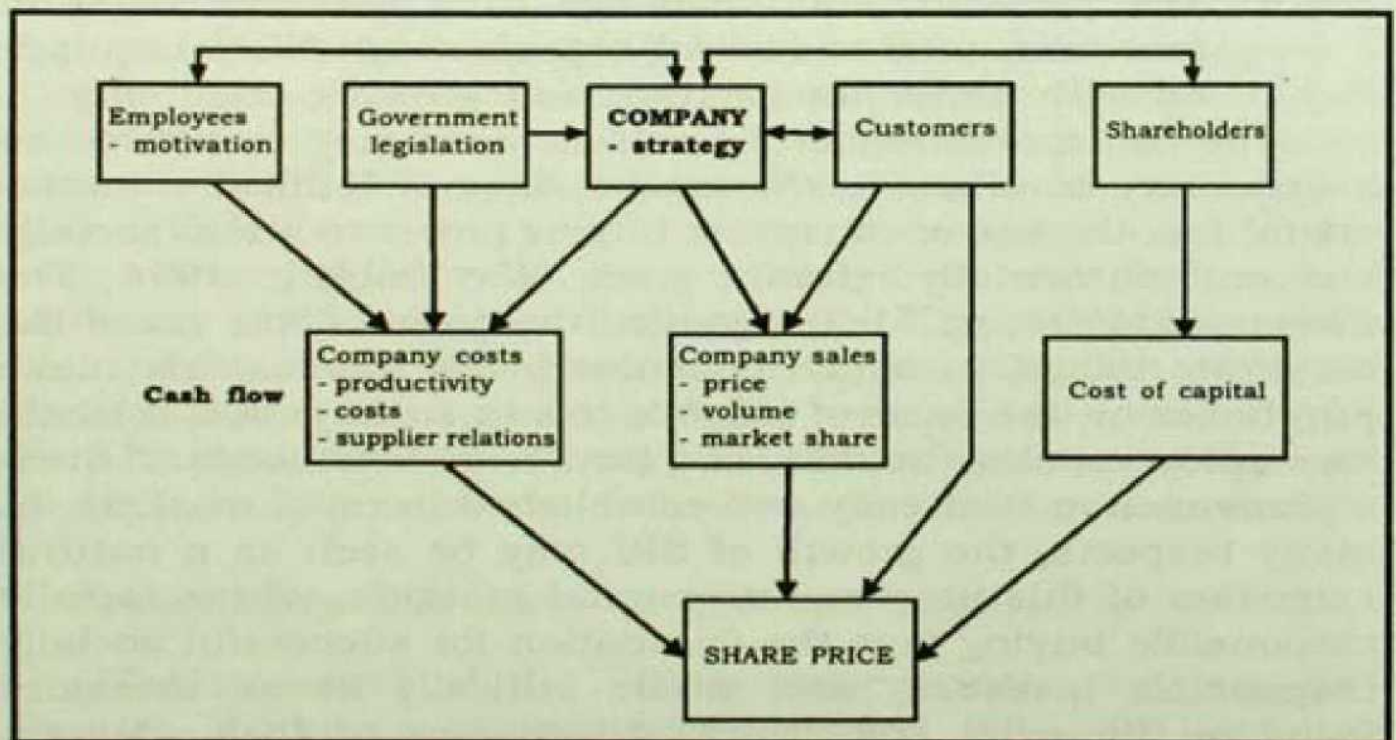 Employees
- motivation
Government
legislation
COMPANY
- strategy
Customers
Shareholders
Cash flow
Company costs
- productivity
- costs
- supplier relations
Company sales
- price
- volume
- market share
Cost of capital
SHARE PRICE